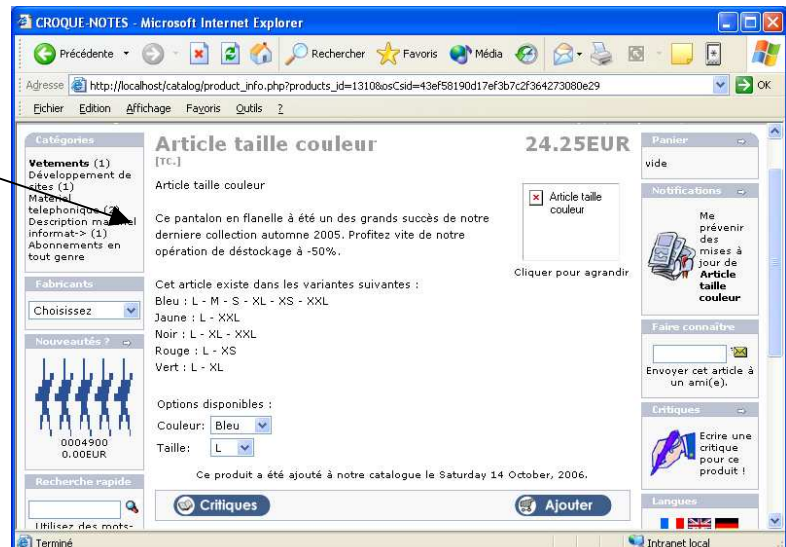 CROQUE-NOTES - Microsoft Internet Explorer
Précédente
Rechercher
Favoris
Média
Adresse
http://localhost/catalog/product_info.php?products_id=1310&osCsid=43ef58190d17ef3b7c2f364273080e29
OK
Fichier Edition Affichage Favoris Outils ?
Catégories
Vetements (1)
Développement de
sites (1)
Materiel
telephonique (2)
Description materiel
informat-> (1)
Abonnements en
tout genre
Fabricants
Choisissez
Nouveautés ?
0004900
0.00EUR
Recherche rapide
Utilisez des mots-
Article taille couleur
24.25EUR
[TC.]
Article taille couleur
Ce pantalon en flanelle à été un des grands succès de notre
derniere collection automne 2005. Profitez vite de notre
opération de déstockage à -50%.
Article taille
couleur
Cliquer pour agrandir
Cet article existe dans les variantes suivantes :
Bleu : L - M - S - XL - XS - XXL
Jaune : L - XXL
Noir : L - XL - XXL
Rouge : L - XS
Vert : L - XL
Options disponibles :
Couleur: Bleu
Taille: L
Ce produit a été ajouté à notre catalogue le Saturday 14 October, 2006.
Critiques
Ajouter
Panier
vide
Notifications
Me
prévenir
des
mises à
jour de
Article
taille
couleur
Faire connaître
Envoyer cet article à
un ami(e).
Critiques
Ecrire une
critique
pour ce
produit !
Langues
Terminé
Intranet local